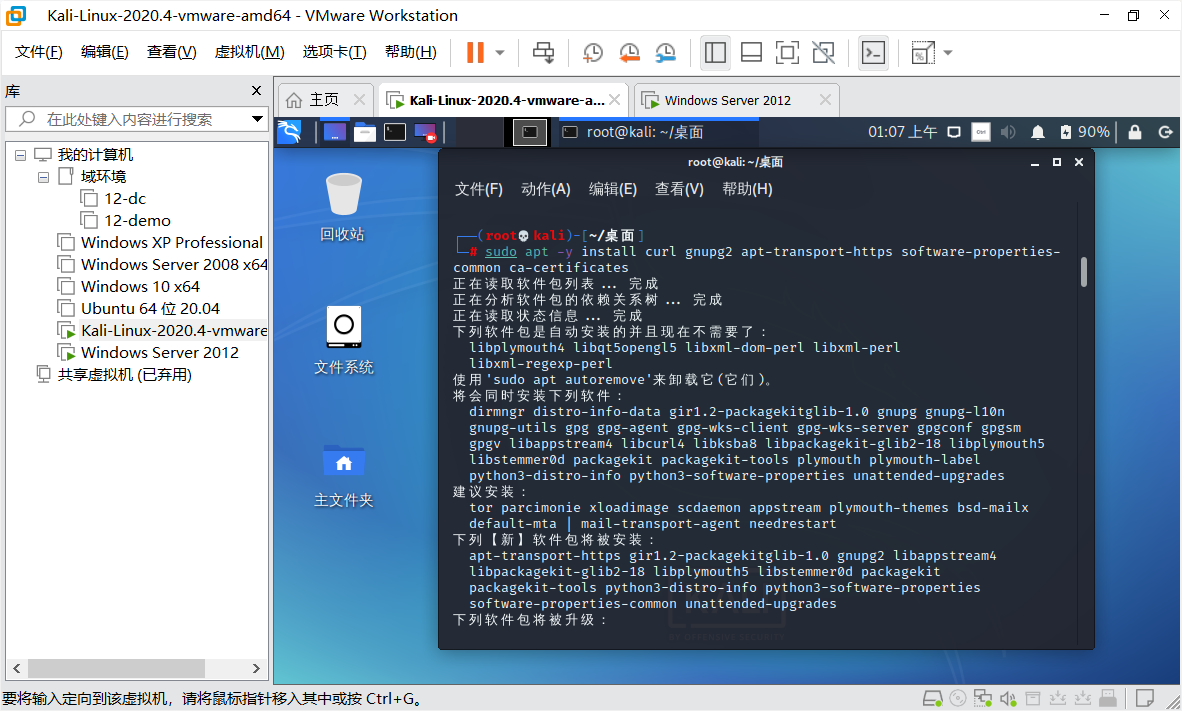 Kali-Linux-2020.4-vmware-amd64 - VMware Workstation
文件(F) 编辑(E) 查看(V) 虚拟机(M) 选项卡(T) 帮助(H)
库
在此处键入内容进行搜索
我的计算机
域环境
12-dc
12-demo
Windows XP Professional
Windows Server 2008 x64
Windows 10 x64
Ubuntu 64 位 20.04
Kali-Linux-2020.4-vmware
Windows Server 2012
共享虚拟机 (已弃用)
主页
Kali-Linux-2020.4-vmware-a...
Windows Server 2012
root@kali: ~/桌面
01:07 上午
90%
回收站
文件系统
主文件夹
root@kali: ~/桌面
文件(F) 动作(A) 编辑(E) 查看(V) 帮助(H)
┌──(root💀kali)-[~/桌面]
└─# sudo apt -y install curl gnupg2 apt-transport-https software-properties-
common ca-certificates
正在读取软件包列表... 完成
正在分析软件包的依赖关系树... 完成
正在读取状态信息... 完成
下列软件包是自动安装的并且现在不需要了：
libplymouth4 libqt5opengl5 libxml-dom-perl libxml-perl
libxml-regexp-perl
使用'sudo apt autoremove'来卸载它(它们)。
将会同时安装下列软件：
dirmngr distro-info-data gir1.2-packagekitglib-1.0 gnupg gnupg-l10n
gnupg-utils gpg gpg-agent gpg-wks-client gpg-wks-server gpgconf gpgsm
gpgv libappstream4 libcurl4 libksba8 libpackagekit-glib2-18 libplymouth5
libstemmer0d packagekit packagekit-tools plymouth plymouth-label
python3-distro-info python3-software-properties unattended-upgrades
建议安装：
tor parcimonie xloadimage scdaemon appstream plymouth-themes bsd-mailx
default-mta | mail-transport-agent needrestart
下列【新】软件包将被安装：
apt-transport-https gir1.2-packagekitglib-1.0 gnupg2 libappstream4
libpackagekit-glib2-18 libplymouth5 libstemmer0d packagekit
packagekit-tools python3-distro-info python3-software-properties
software-properties-common unattended-upgrades
下列软件包将被升级：
要将输入定向到该虚拟机，请将鼠标指针移入其中或按 Ctrl+G。